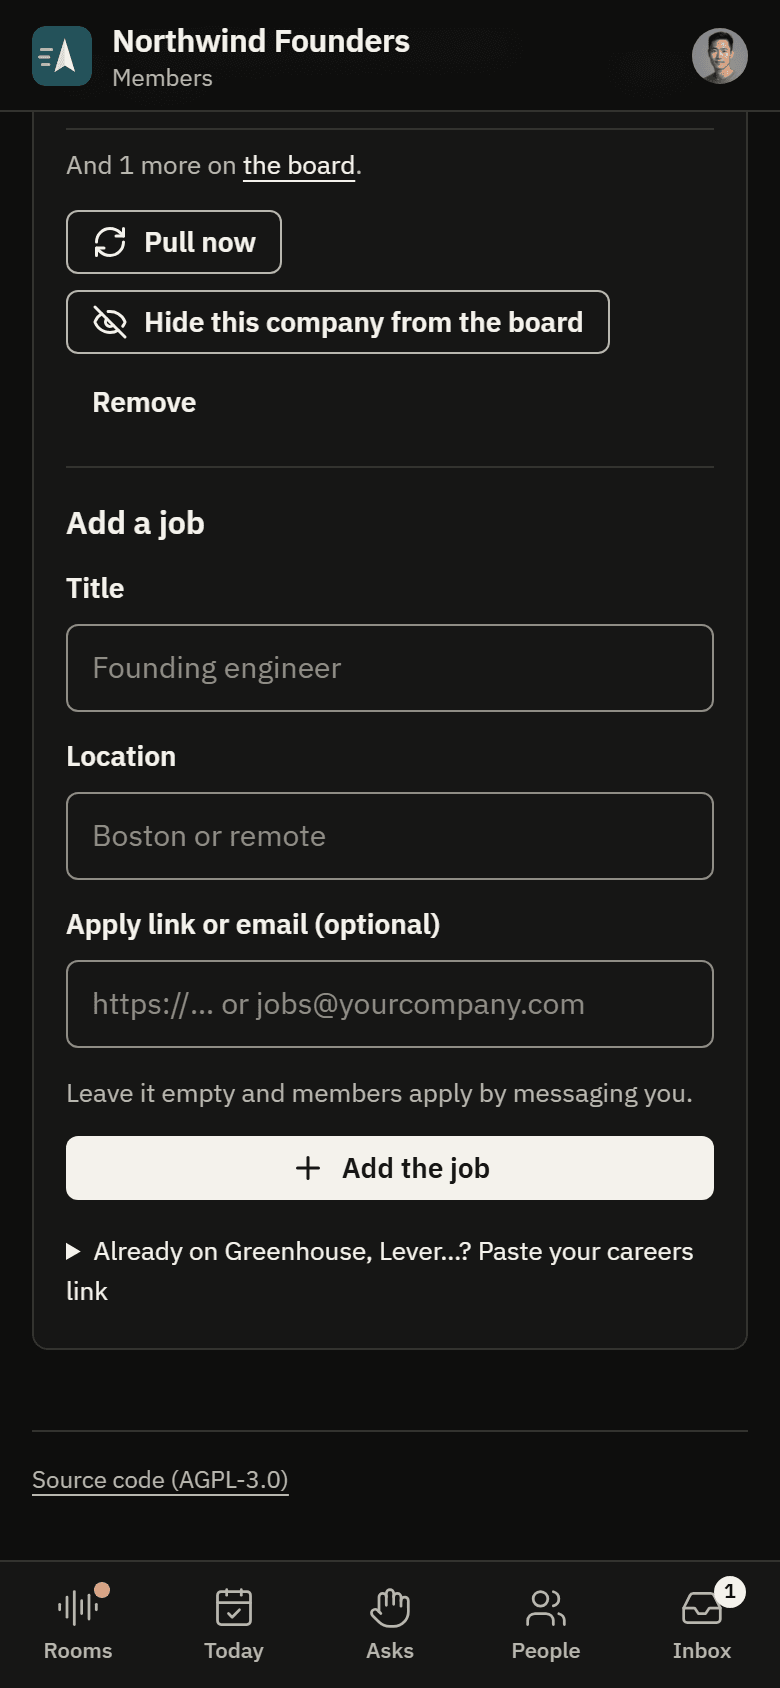 Northwind Founders
Members
And 1 more on the board.
Pull now
Hide this company from the board
Remove
Add a job
Title
Founding engineer
Location
Boston or remote
Apply link or email (optional)
https://... or jobs@yourcompany.com
Leave it empty and members apply by messaging you.
Add the job
Already on Greenhouse, Lever...? Paste your careers
link
Source code (AGPL-3.0)
1
Rooms
Today
Asks
People
Inbox